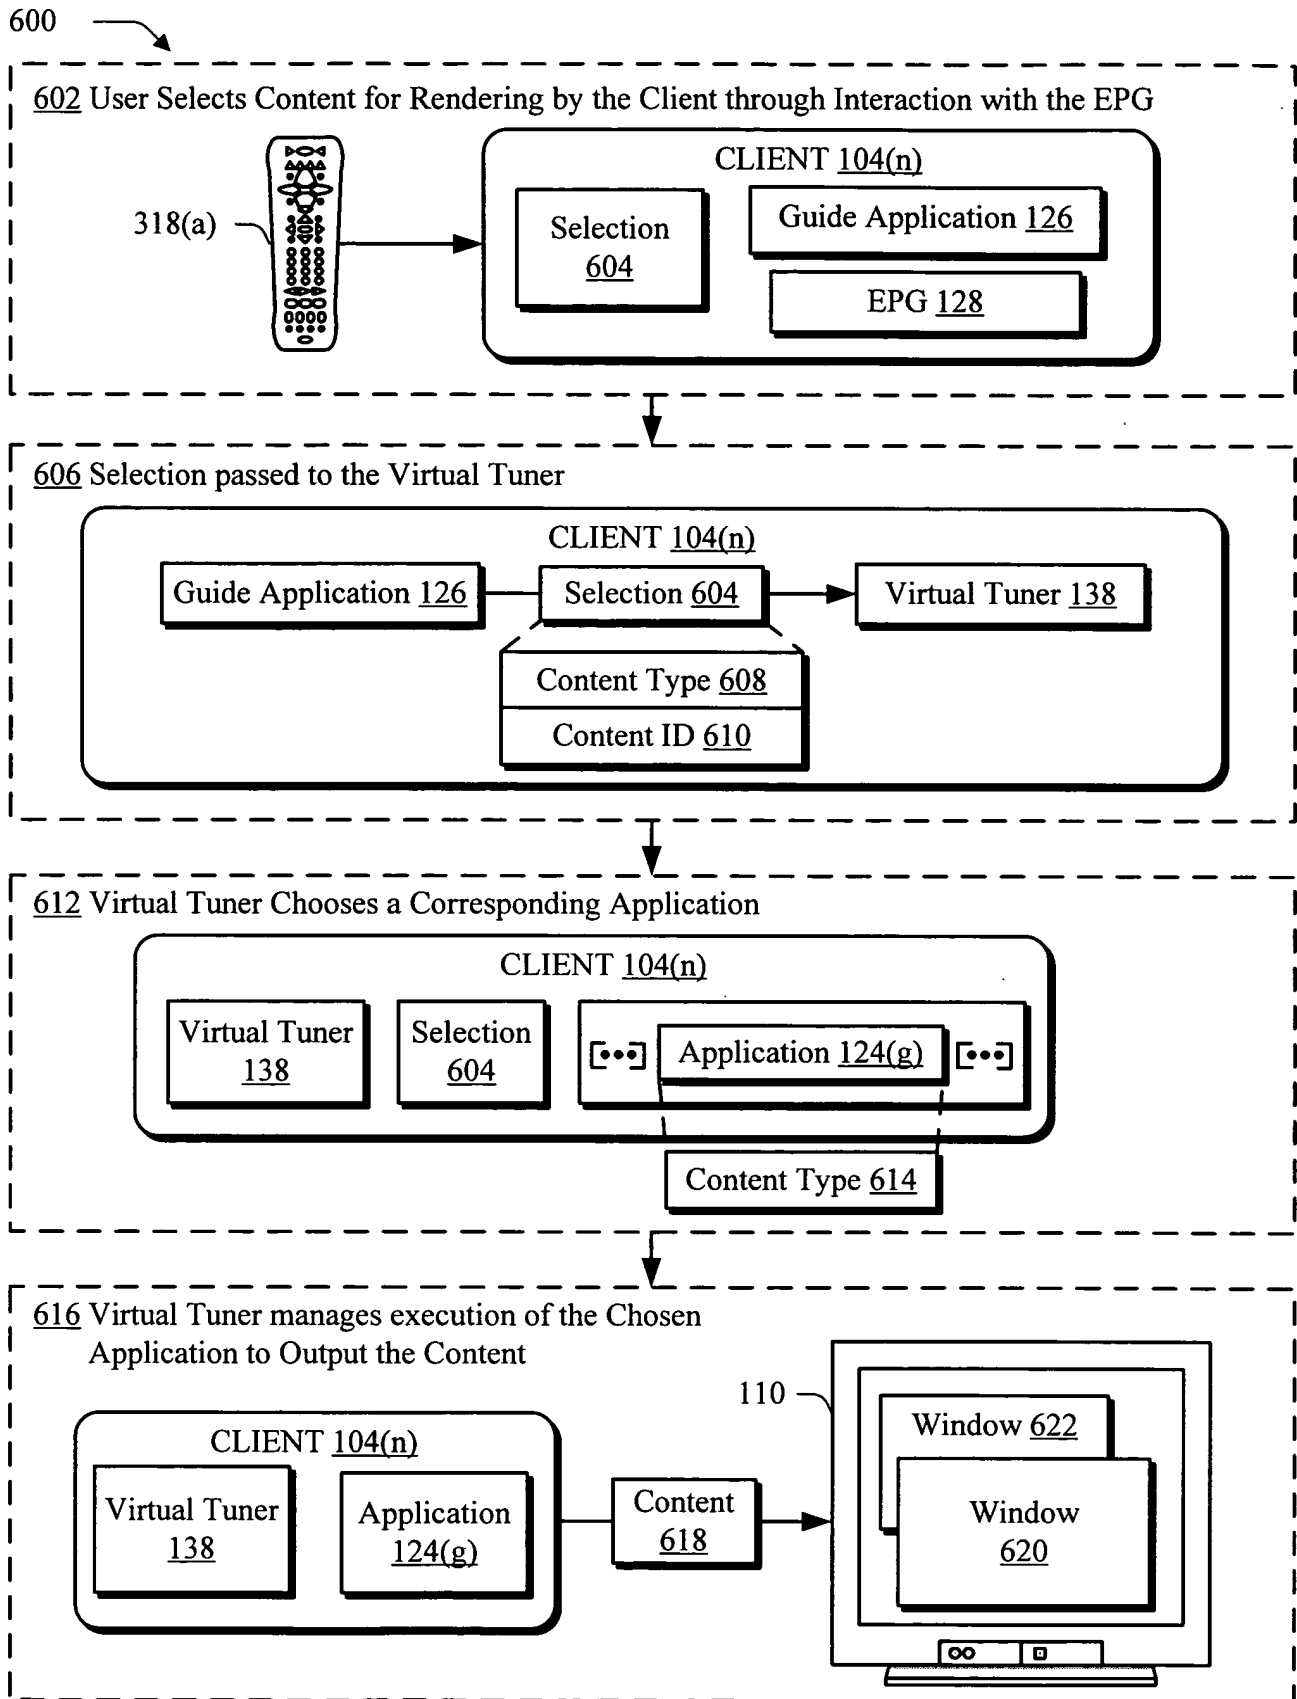 600
602 User Selects Content for Rendering by the Client through Interaction with the EPG
318(a)
CLIENT 104(n)
Selection
604
Guide Application 126
EPG 128
606 Selection passed to the Virtual Tuner
CLIENT 104(n)
Guide Application 126
Selection 604
Virtual Tuner 138
Content Type 608
Content ID 610
612 Virtual Tuner Chooses a Corresponding Application
CLIENT 104(n)
Virtual Tuner
138
Selection
604
[•••]
Application 124(g)
[•••]
Content Type 614
616 Virtual Tuner manages execution of the Chosen
Application to Output the Content
CLIENT 104(n)
Virtual Tuner
138
Application
124(g)
Content
618
110
Window 622
Window
620